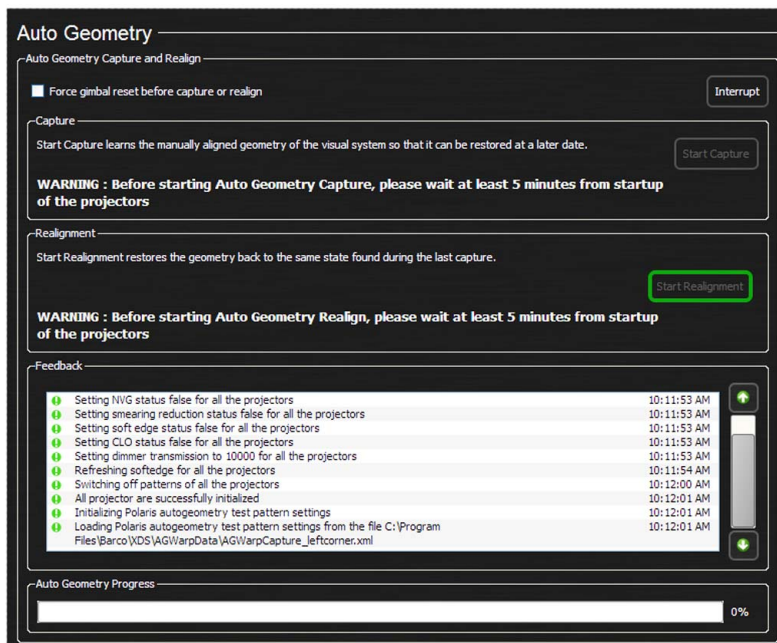 Auto Geometry
Auto Geometry Capture and Realign
Force gimbal reset before capture or realign
Interrupt
Capture
Start Capture learns the manually aligned geometry of the visual system so that it can be restored at a later date.
Start Capture
WARNING : Before starting Auto Geometry Capture, please wait at least 5 minutes from startup
of the projectors
Realignment
Start Realignment restores the geometry back to the same state found during the last capture.
Start Realignment
WARNING : Before starting Auto Geometry Realign, please wait at least 5 minutes from startup
of the projectors
Feedback
Setting NVG status false for all the projectors 10:11:53 AM
Setting smearing reduction status false for all the projectors 10:11:53 AM
Setting soft edge status false for all the projectors 10:11:53 AM
Setting CLO status false for all the projectors 10:11:53 AM
Setting dimmer transmission to 10000 for all the projectors 10:11:53 AM
Refreshing softedge for all the projectors 10:11:54 AM
Switching off patterns of all the projectors 10:12:00 AM
All projector are successfully initialized 10:12:01 AM
Initializing Polaris autogeometry test pattern settings 10:12:01 AM
Loading Polaris autogeometry test pattern settings from the file C:\Program 10:12:01 AM
Files\Barco\XDS\AGWarpData\AGWarpCapture_leftcorner.xml
Auto Geometry Progress
0%